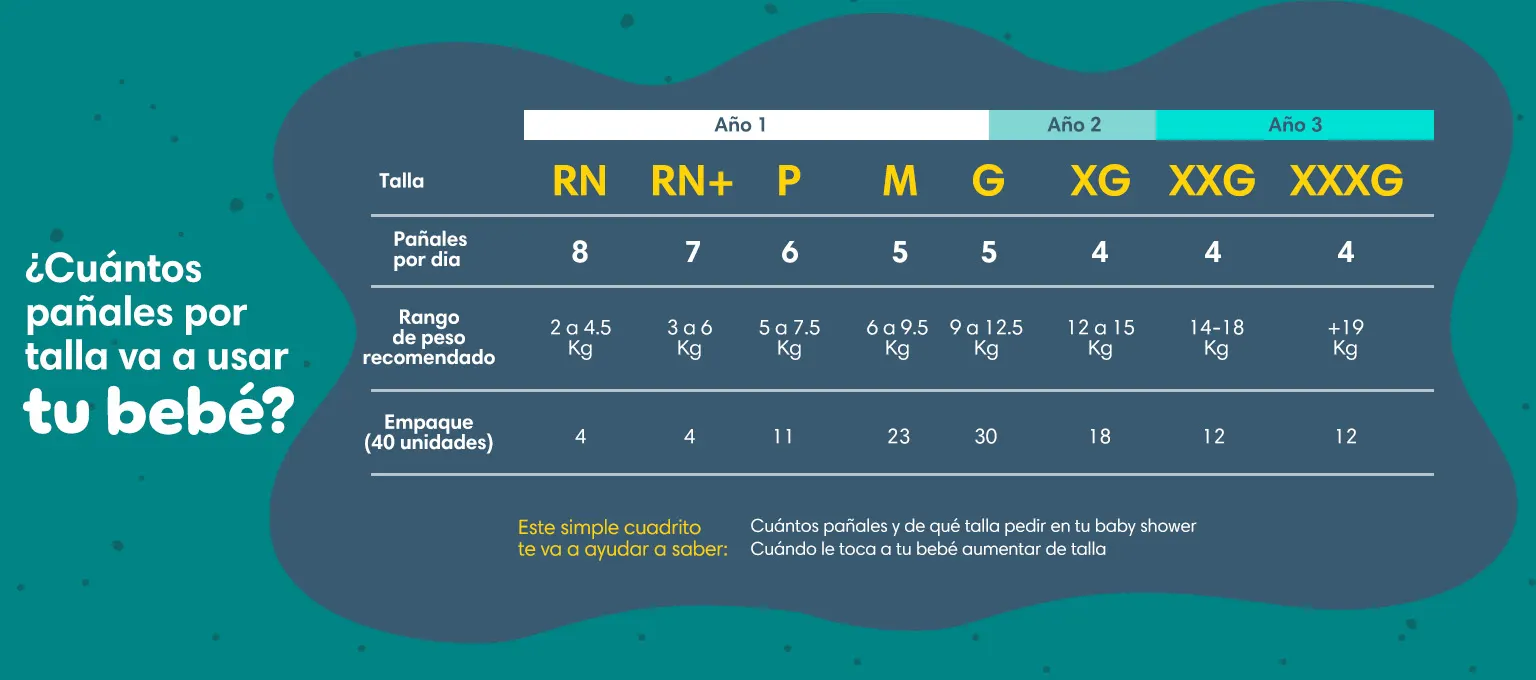 ¿Cuántos
pañales por
talla va a usar
tu bebé?
Año 1 Año 2 Año 3
Talla RN RN+ P M G XG XXG XXXG
Pañales
por dia 8 7 6 5 5 4 4 4
Rango
de peso
recomendado
2 a 4.5 3 a 6 5 a 7.5 6 a 9.5 9 a 12.5 12 a 15 14-18 +19
Kg Kg Kg Kg Kg Kg Kg Kg
Empaque
(40 unidades) 4 4 11 23 30 18 12 12
Este simple cuadrito
te va a ayudar a saber:
Cuántos pañales y de qué talla pedir en tu baby shower
Cuándo le toca a tu bebé aumentar de talla